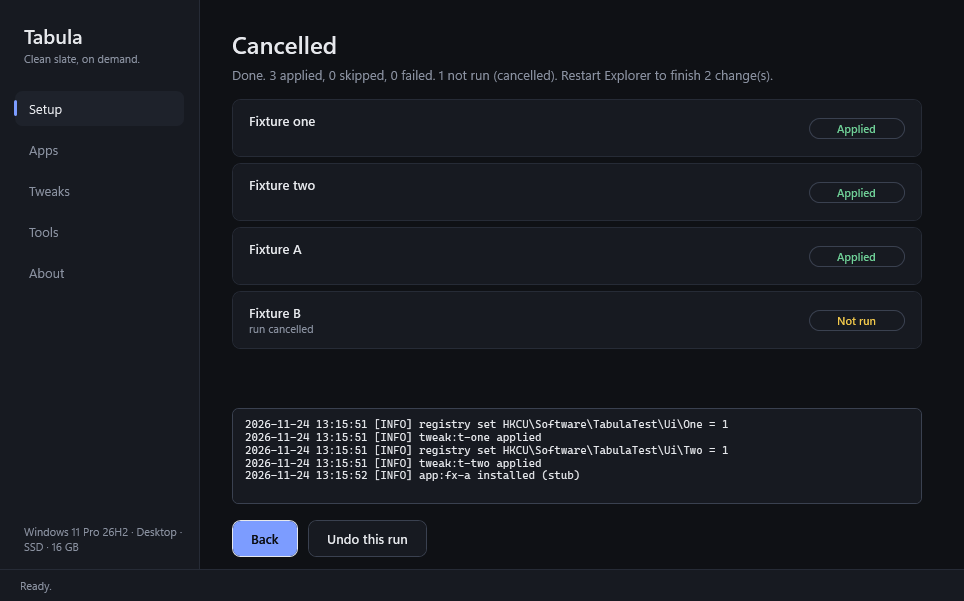 Tabula
Clean slate, on demand.
Setup
Apps
Tweaks
Tools
About
Windows 11 Pro 26H2 · Desktop ·
SSD · 16 GB
Cancelled
Done. 3 applied, 0 skipped, 0 failed. 1 not run (cancelled). Restart Explorer to finish 2 change(s).
Fixture one
Applied
Fixture two
Applied
Fixture A
Applied
Fixture B
run cancelled
Not run
2026-11-24 13:15:51 [INFO] registry set HKCU\Software\TabulaTest\Ui\One = 1
2026-11-24 13:15:51 [INFO] tweak:t-one applied
2026-11-24 13:15:51 [INFO] registry set HKCU\Software\TabulaTest\Ui\Two = 1
2026-11-24 13:15:51 [INFO] tweak:t-two applied
2026-11-24 13:15:52 [INFO] app:fx-a installed (stub)
Back
Undo this run
Ready.